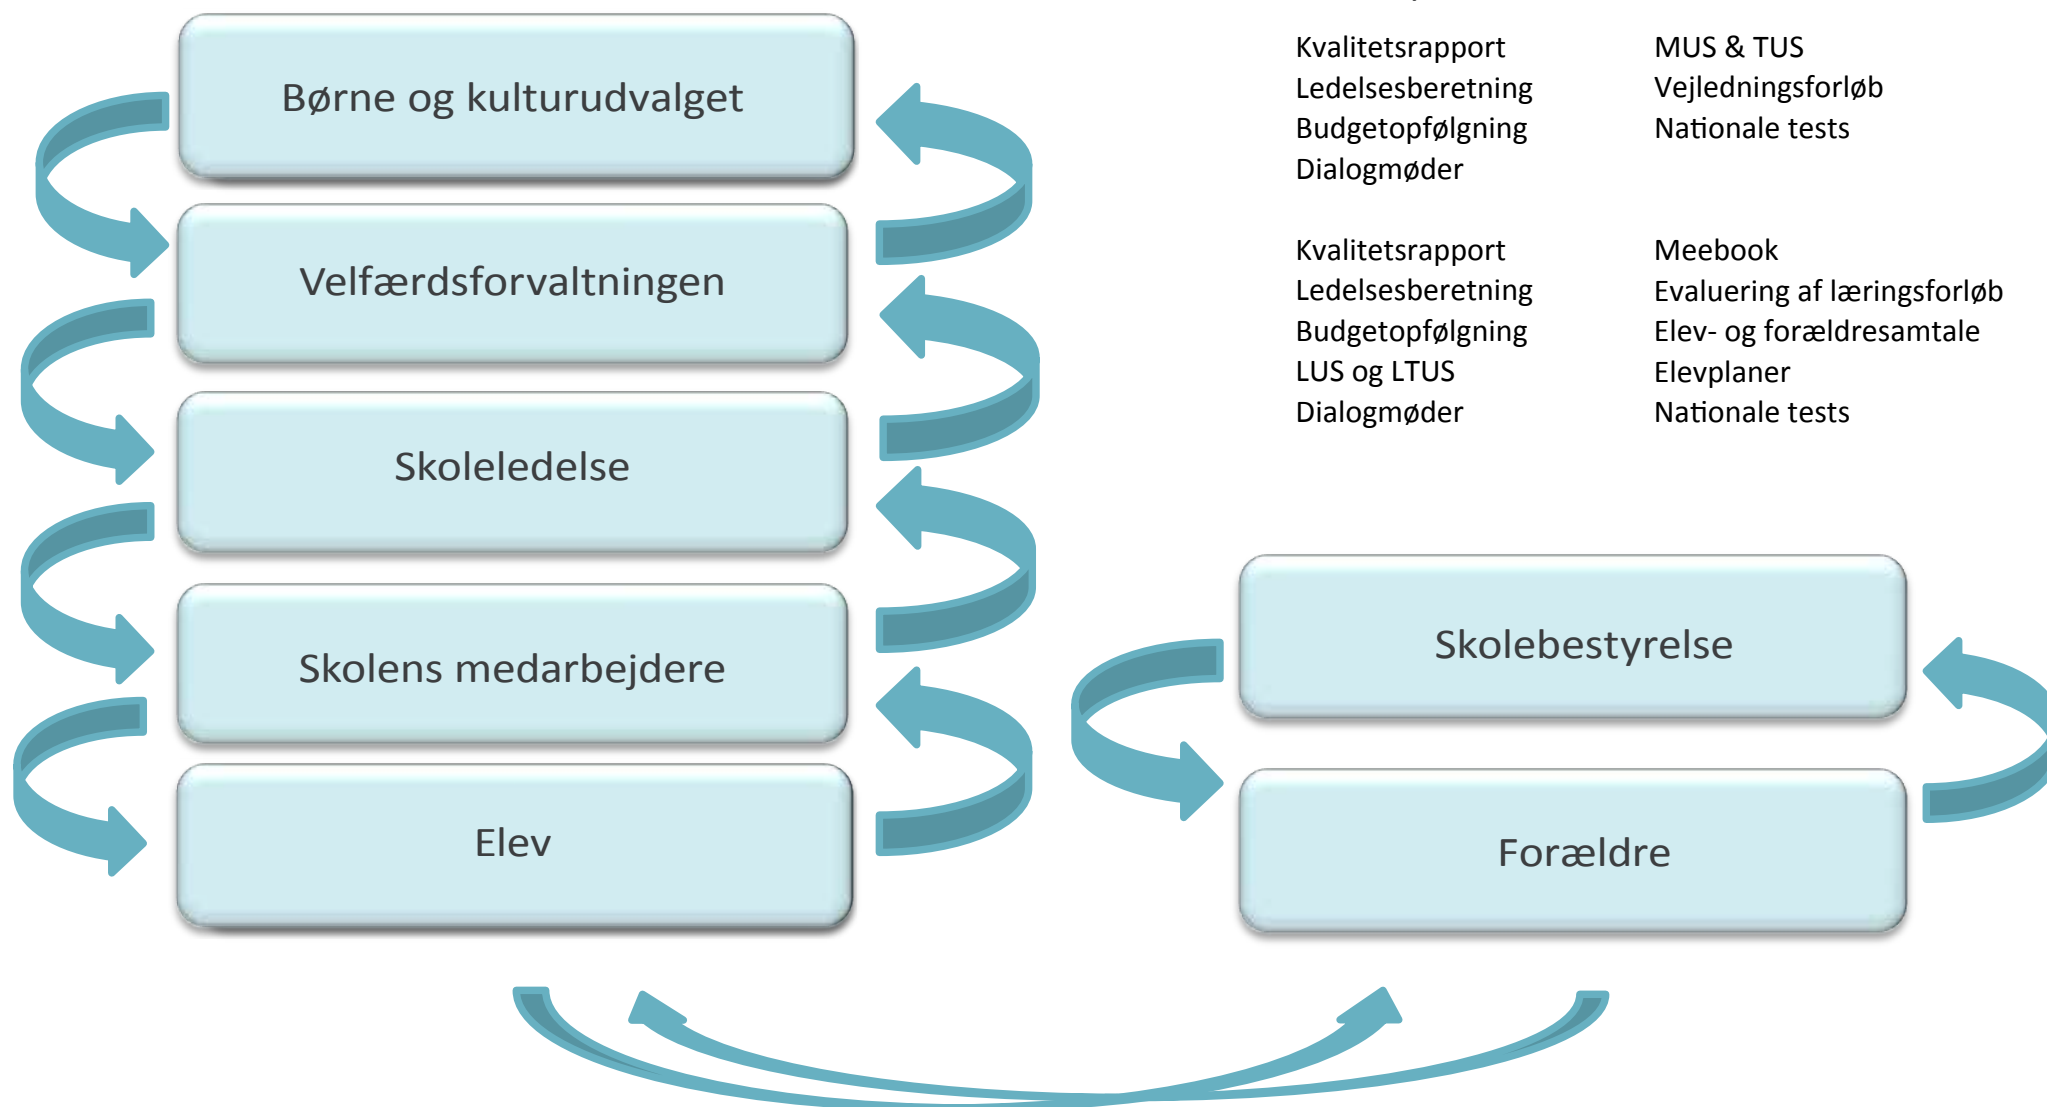 Børne og kulturudvalget
Velfærdsforvaltningen
Skoleledelse
Skolens medarbejdere
Elev
Kvalitetsrapport
Ledelsesberetning
Budgetopfølgning
Dialogmøder
MUS & TUS
Vejledningsforløb
Nationale tests
Kvalitetsrapport
Ledelsesberetning
Budgetopfølgning
LUS og LTUS
Dialogmøder
Meebook
Evaluering af læringsforløb
Elev- og forældresamtale
Elevplaner
Nationale tests
Skolebestyrelse
Forældre